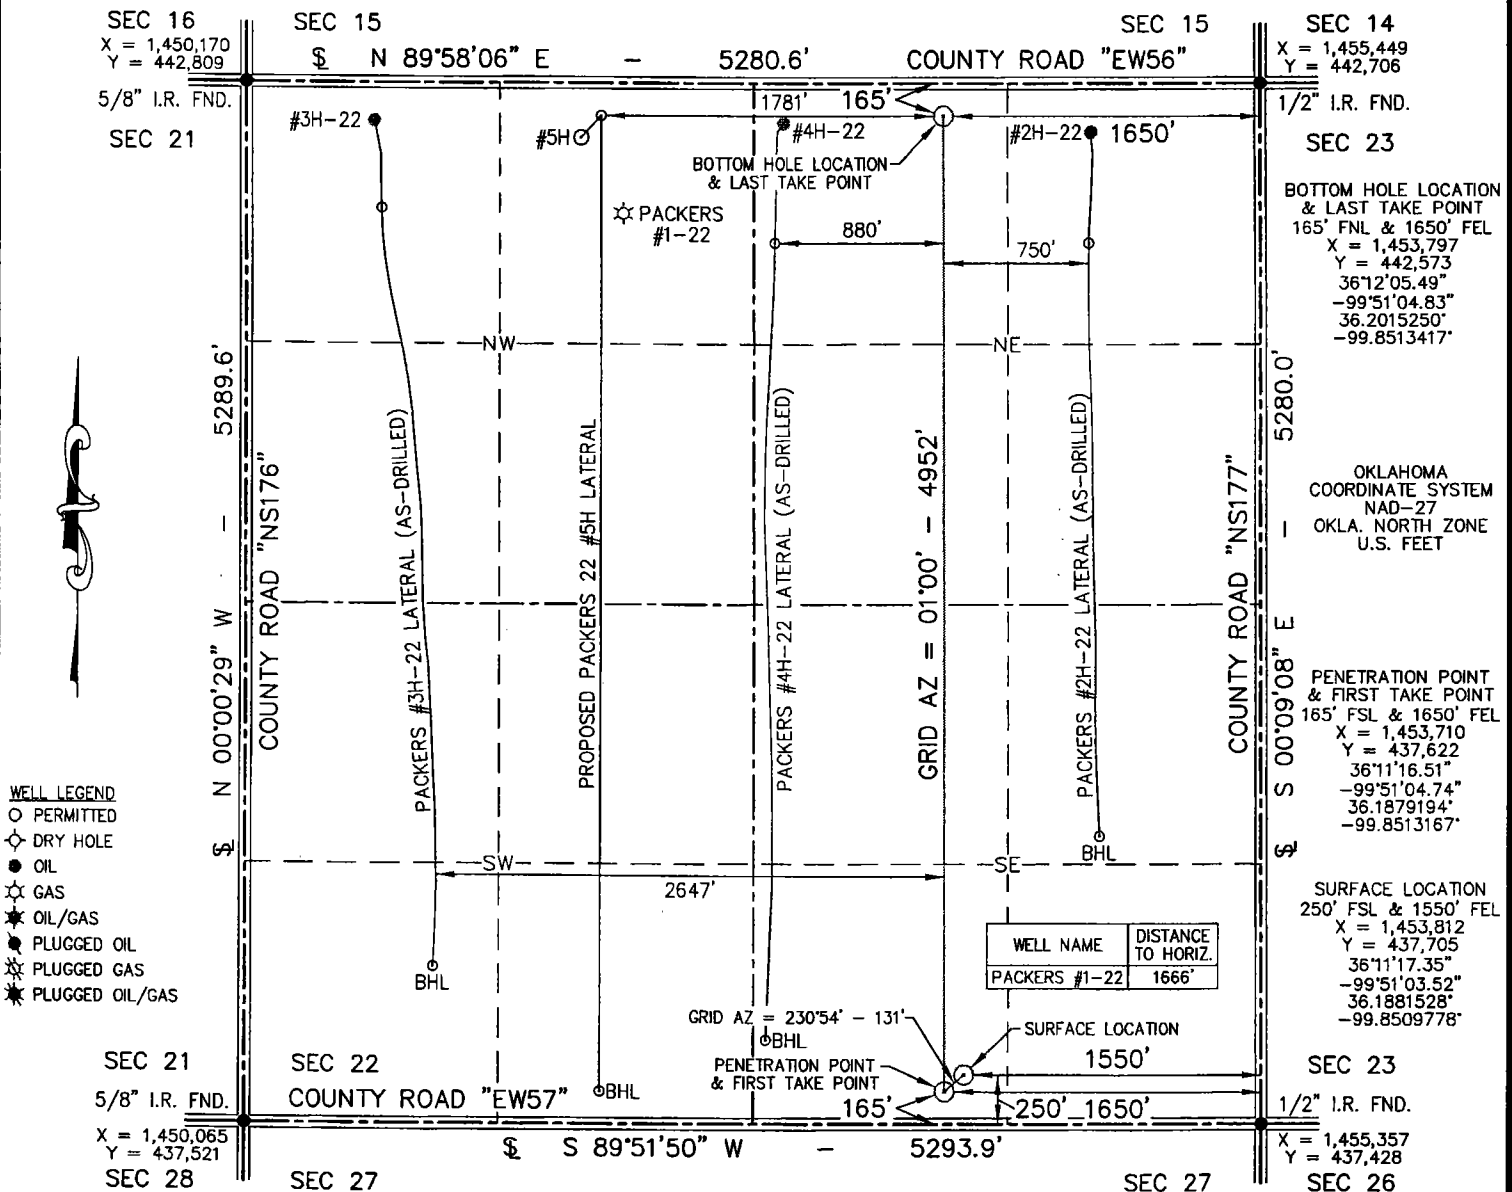 SEC 16
X = 1,450,170
Y = 442,809
SEC 15
SEC 15
SEC 14
X = 1,455,449
Y = 442,706
N 89°58'06" E - 5280.6'
COUNTY ROAD "EW56"
5/8" I.R. FND.
1/2" I.R. FND.
SEC 21
SEC 23
#3H-22
#5H
1781'
165'
#4H-22
#2H-22
1650'
BOTTOM HOLE LOCATION
& LAST TAKE POINT
PACKERS
#1-22
880'
750'
BOTTOM HOLE LOCATION
& LAST TAKE POINT
165' FNL & 1650' FEL
X = 1,453,797
Y = 442,573
36°12'05.49"
-99°51'04.83"
36.2015250°
-99.8513417°
NW
NE
N 00°00'29" W - 5289.6'
COUNTY ROAD "NS176"
PACKERS #3H-22 LATERAL (AS-DRILLED)
PROPOSED PACKERS 22 #5H LATERAL
PACKERS #4H-22 LATERAL (AS-DRILLED)
GRID AZ = 01°00' - 4952'
PACKERS #2H-22 LATERAL (AS-DRILLED)
COUNTY ROAD "NS177"
S 00°09'08" E - 5280.0'
OKLAHOMA
COORDINATE SYSTEM
NAD-27
OKLA. NORTH ZONE
U.S. FEET
PENETRATION POINT
& FIRST TAKE POINT
165' FSL & 1650' FEL
X = 1,453,710
Y = 437,622
36°11'16.51"
-99°51'04.74"
36.1879194°
-99.8513167°
WELL LEGEND
PERMITTED
DRY HOLE
OIL
GAS
OIL/GAS
PLUGGED OIL
PLUGGED GAS
PLUGGED OIL/GAS
BHL
SW
SE
2647'
BHL
WELL NAME
DISTANCE
TO HORIZ.
PACKERS #1-22
1666'
SURFACE LOCATION
250' FSL & 1550' FEL
X = 1,453,812
Y = 437,705
36°11'17.35"
-99°51'03.52"
36.1881528°
-99.8509778°
GRID AZ = 230°54' - 131'
BHL
SURFACE LOCATION
PENETRATION POINT
& FIRST TAKE POINT
1550'
SEC 21
SEC 22
SEC 23
5/8" I.R. FND.
COUNTY ROAD "EW57"
BHL
165'
250'
1650'
1/2" I.R. FND.
X = 1,450,065
Y = 437,521
S 89°51'50" W - 5293.9'
X = 1,455,357
Y = 437,428
SEC 28
SEC 27
SEC 27
SEC 26